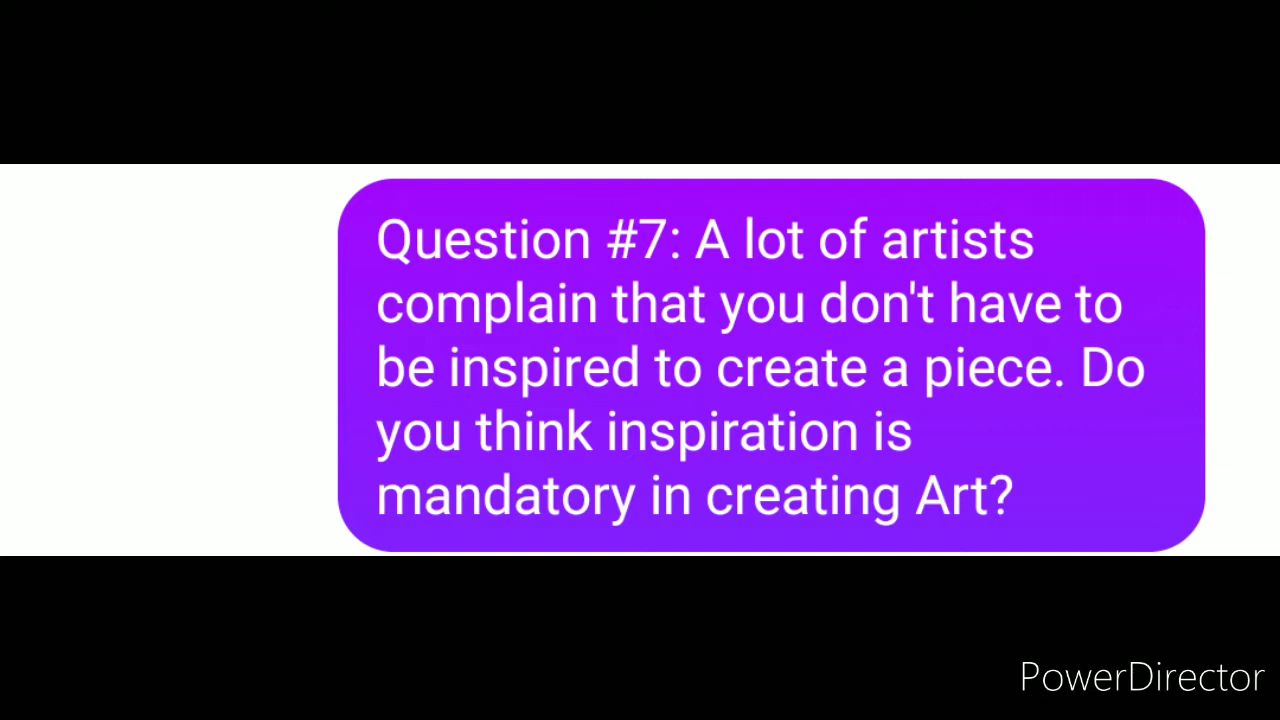 Question #7: A lot of artists
complain that you don't have to
be inspired to create a piece. Do
you think inspiration is
mandatory in creating Art?
PowerDirector